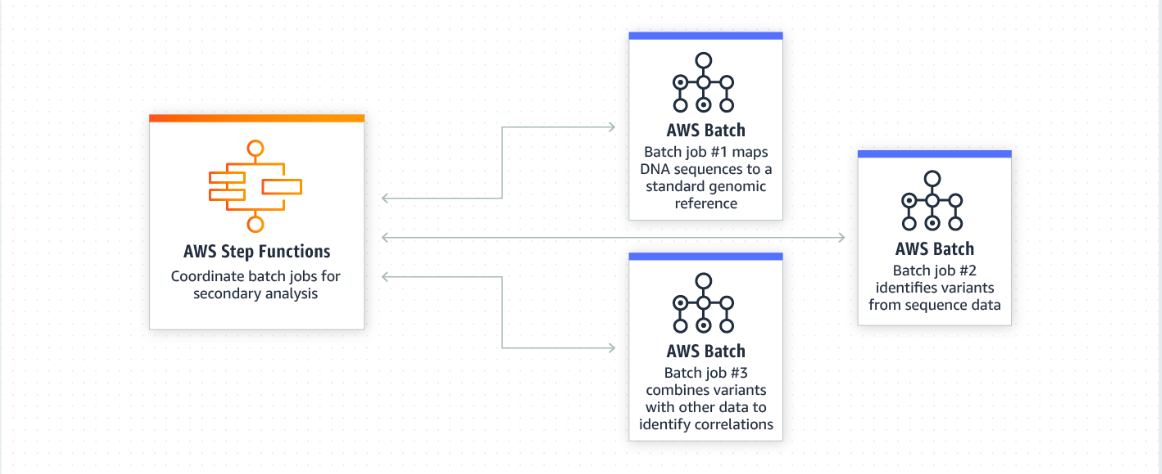 AWS Step Functions
Coordinate batch jobs for
secondary analysis
AWS Batch
Batch job #1 maps
DNA sequences to a
standard genomic
reference
AWS Batch
Batch job #2
identifies variants
from sequence data
AWS Batch
Batch job #3
combines variants
with other data to
identify correlations